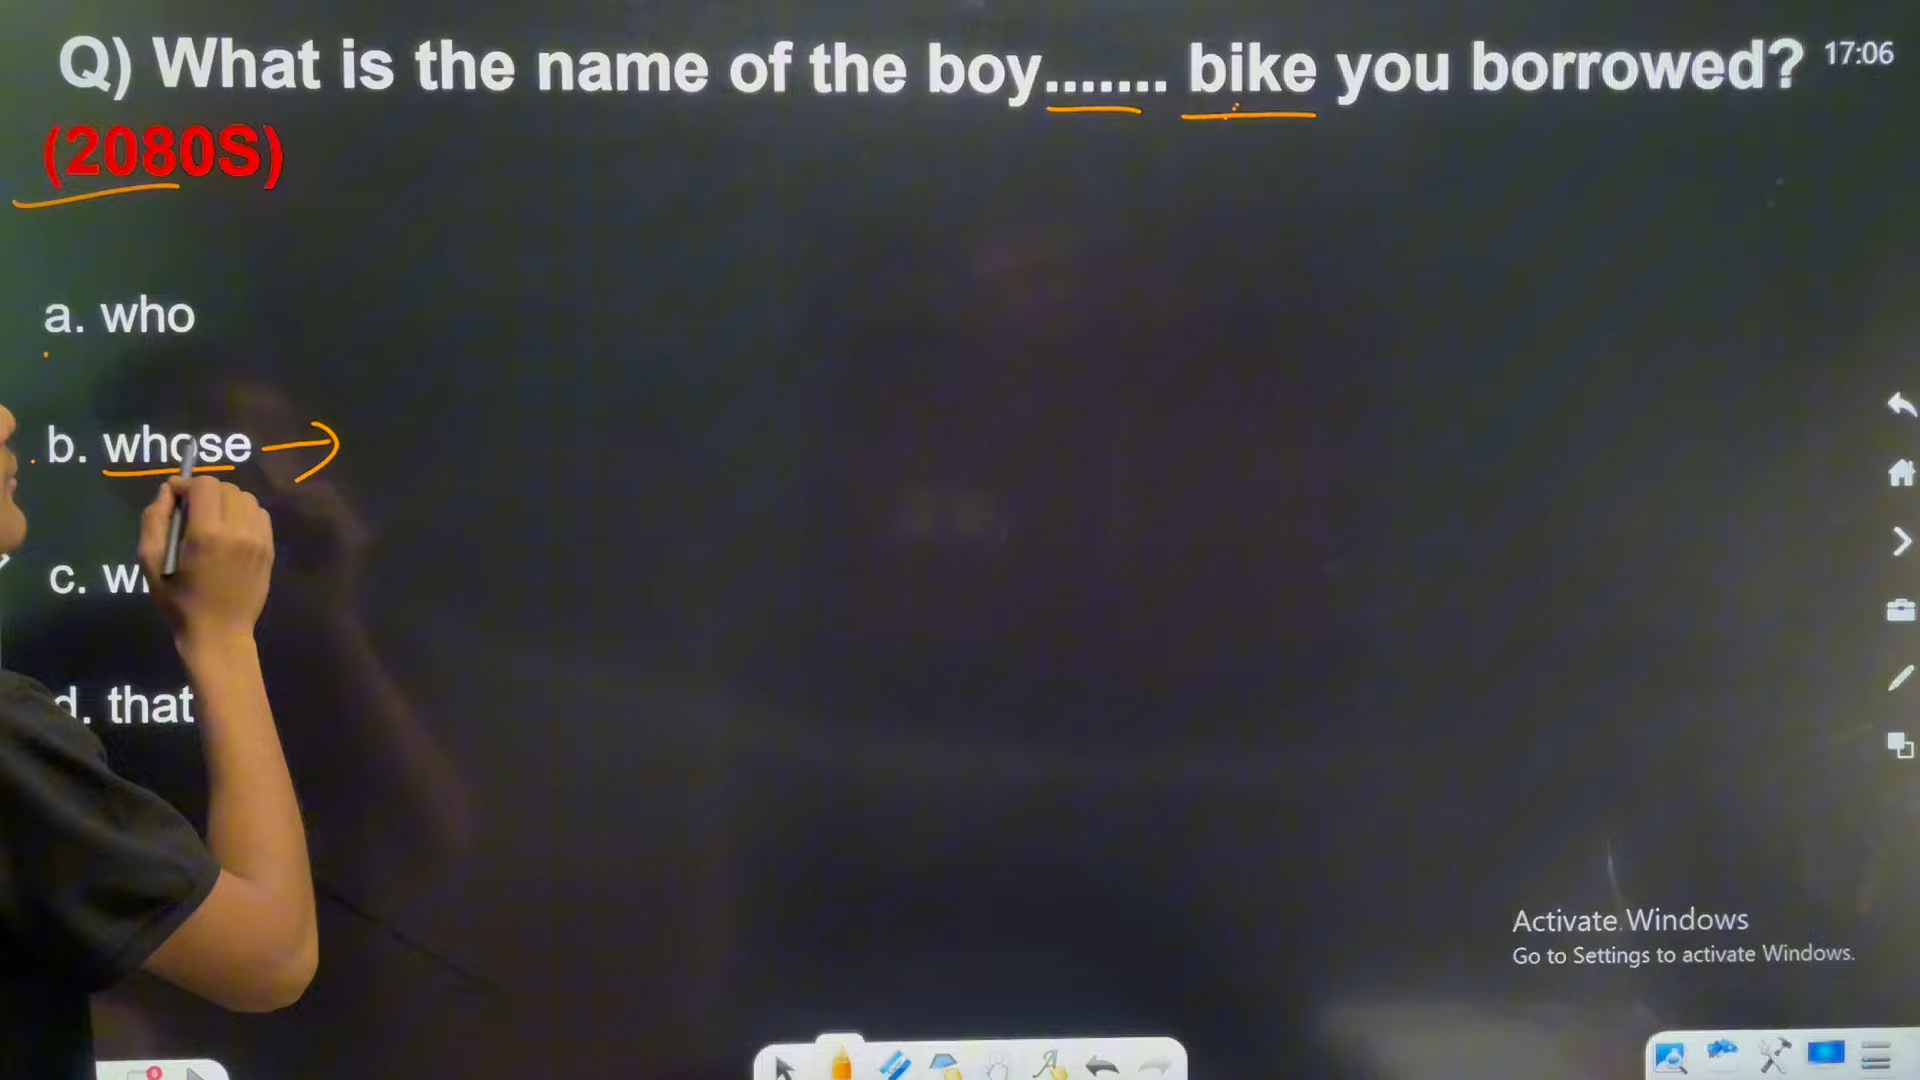 Q) What is the name of the boy....... bike you borrowed? 17:06
(2080S)
a. who
b. whose
c.
d. that
Activate Windows
Go to Settings to activate Windows.